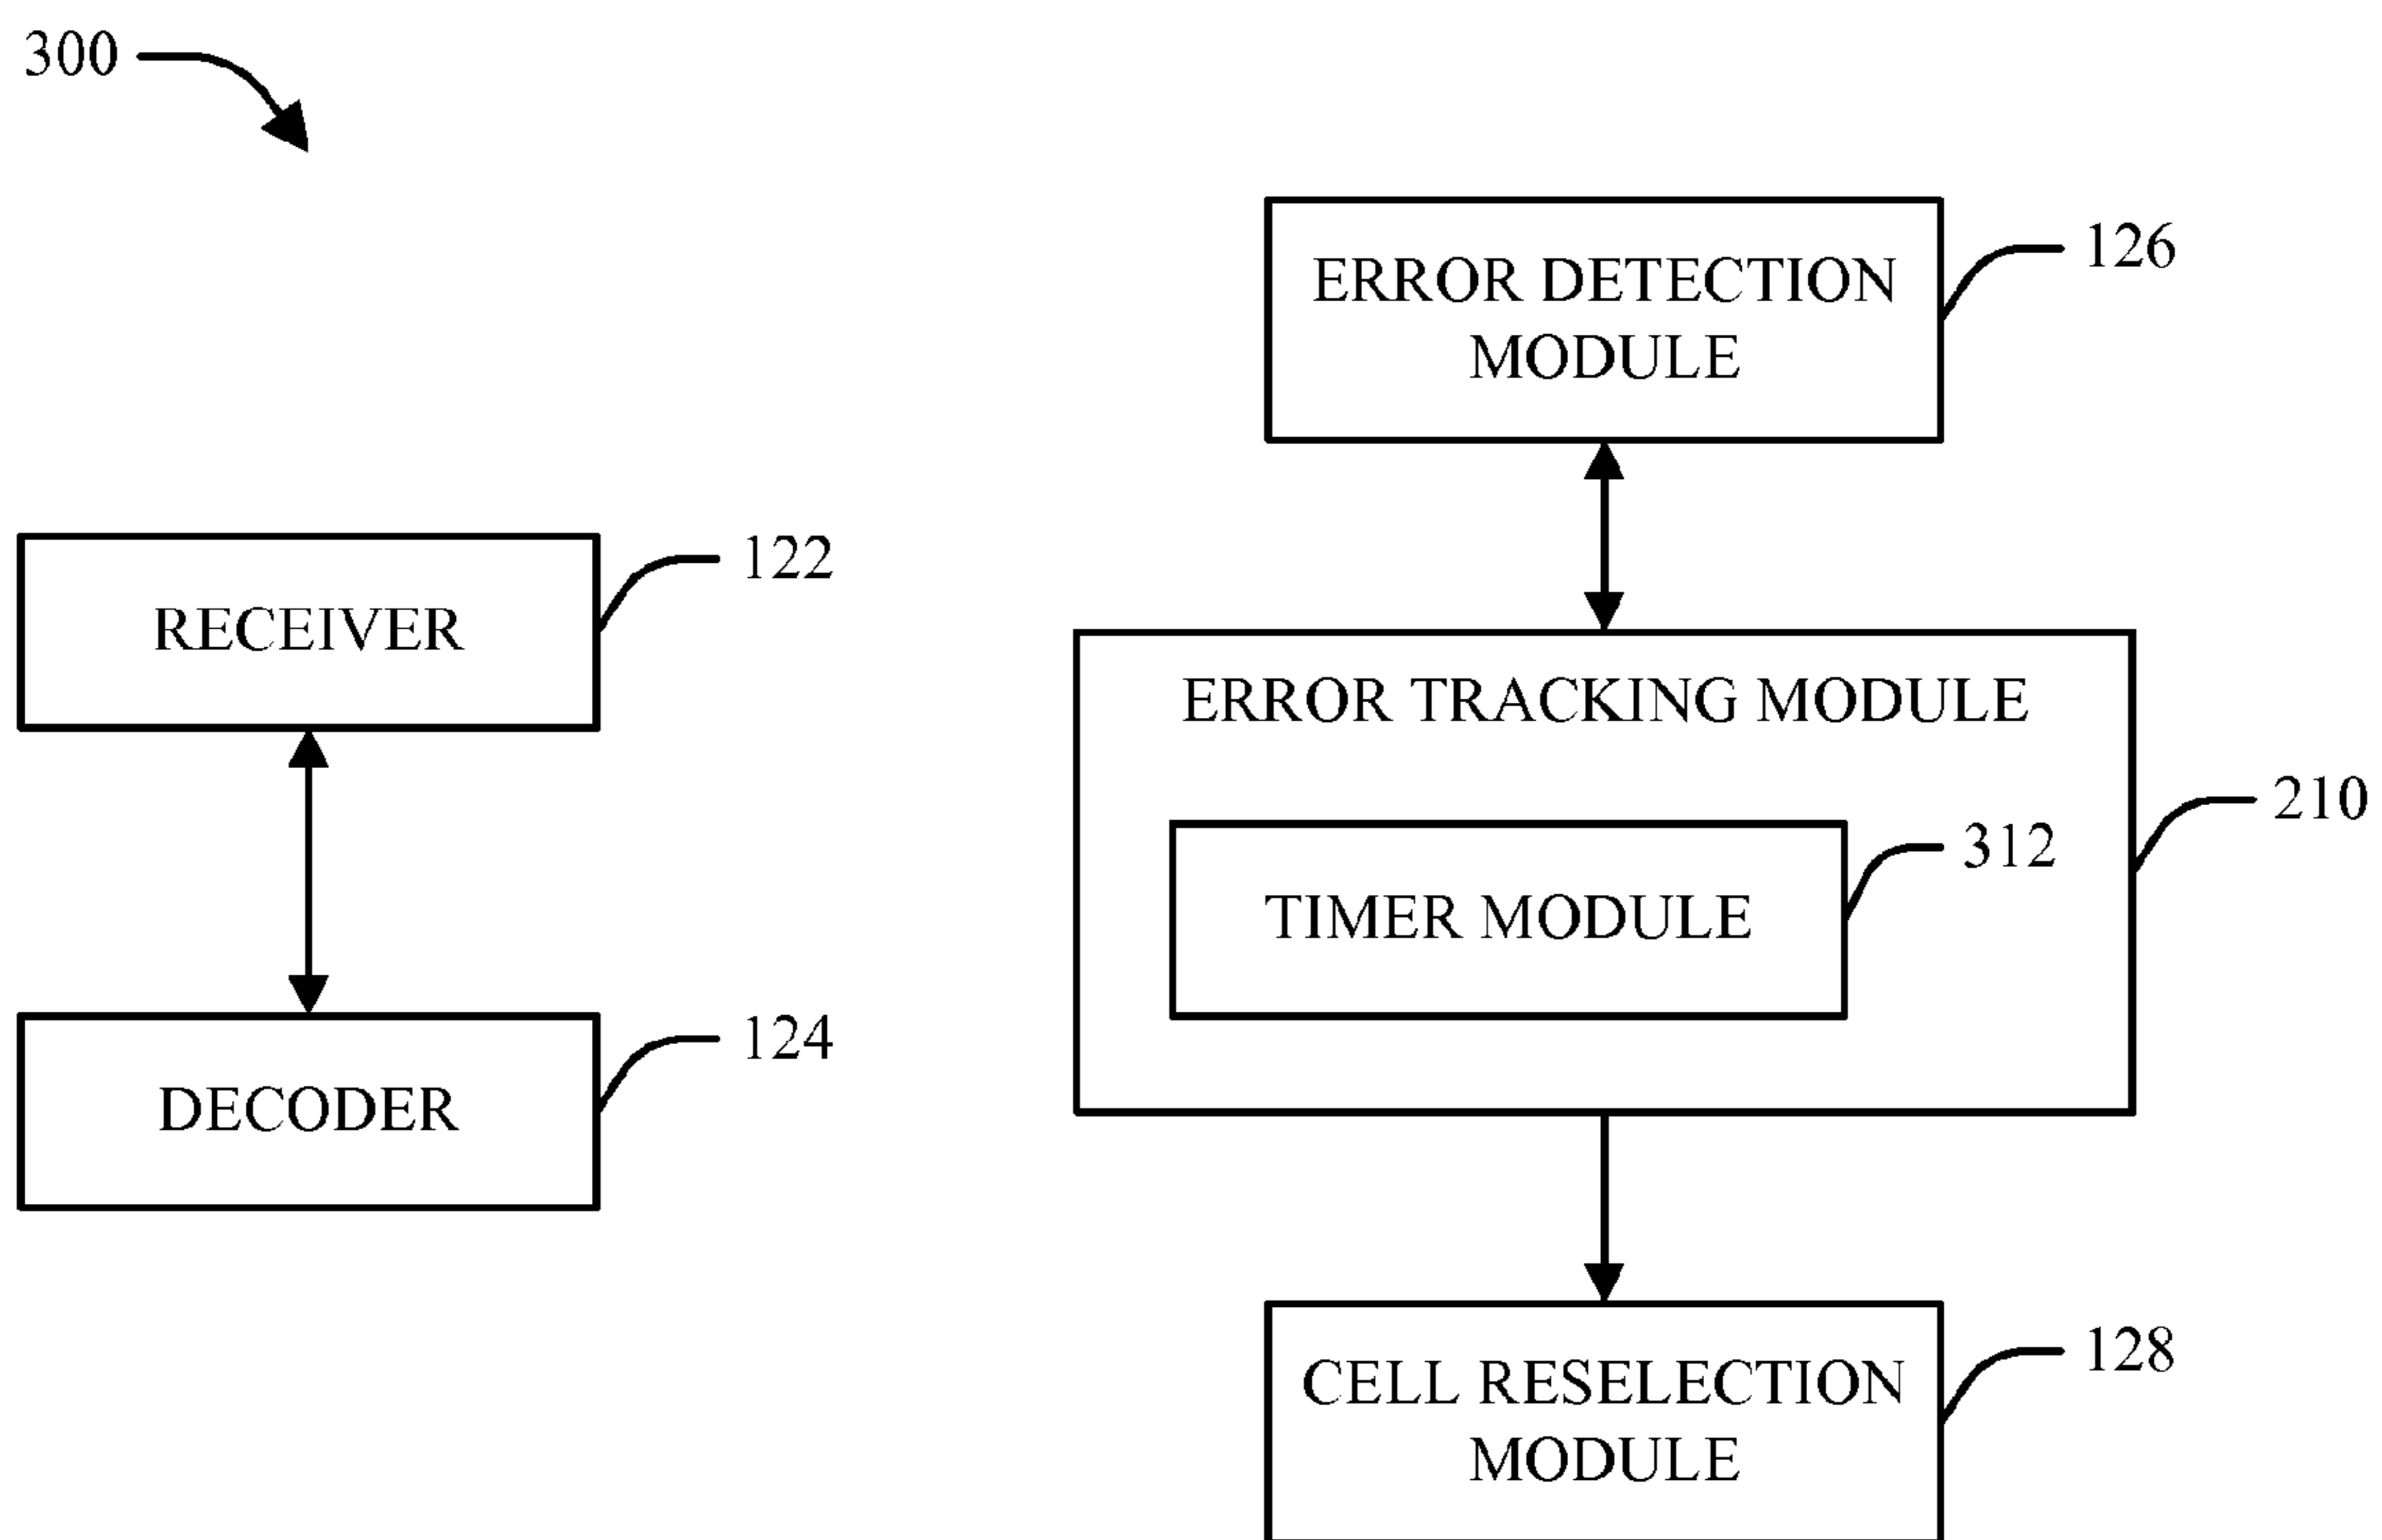 300
ERROR DETECTION
MODULE
126
RECEIVER
122
ERROR TRACKING MODULE
210
TIMER MODULE
312
DECODER
124
CELL RESELECTION
MODULE
128